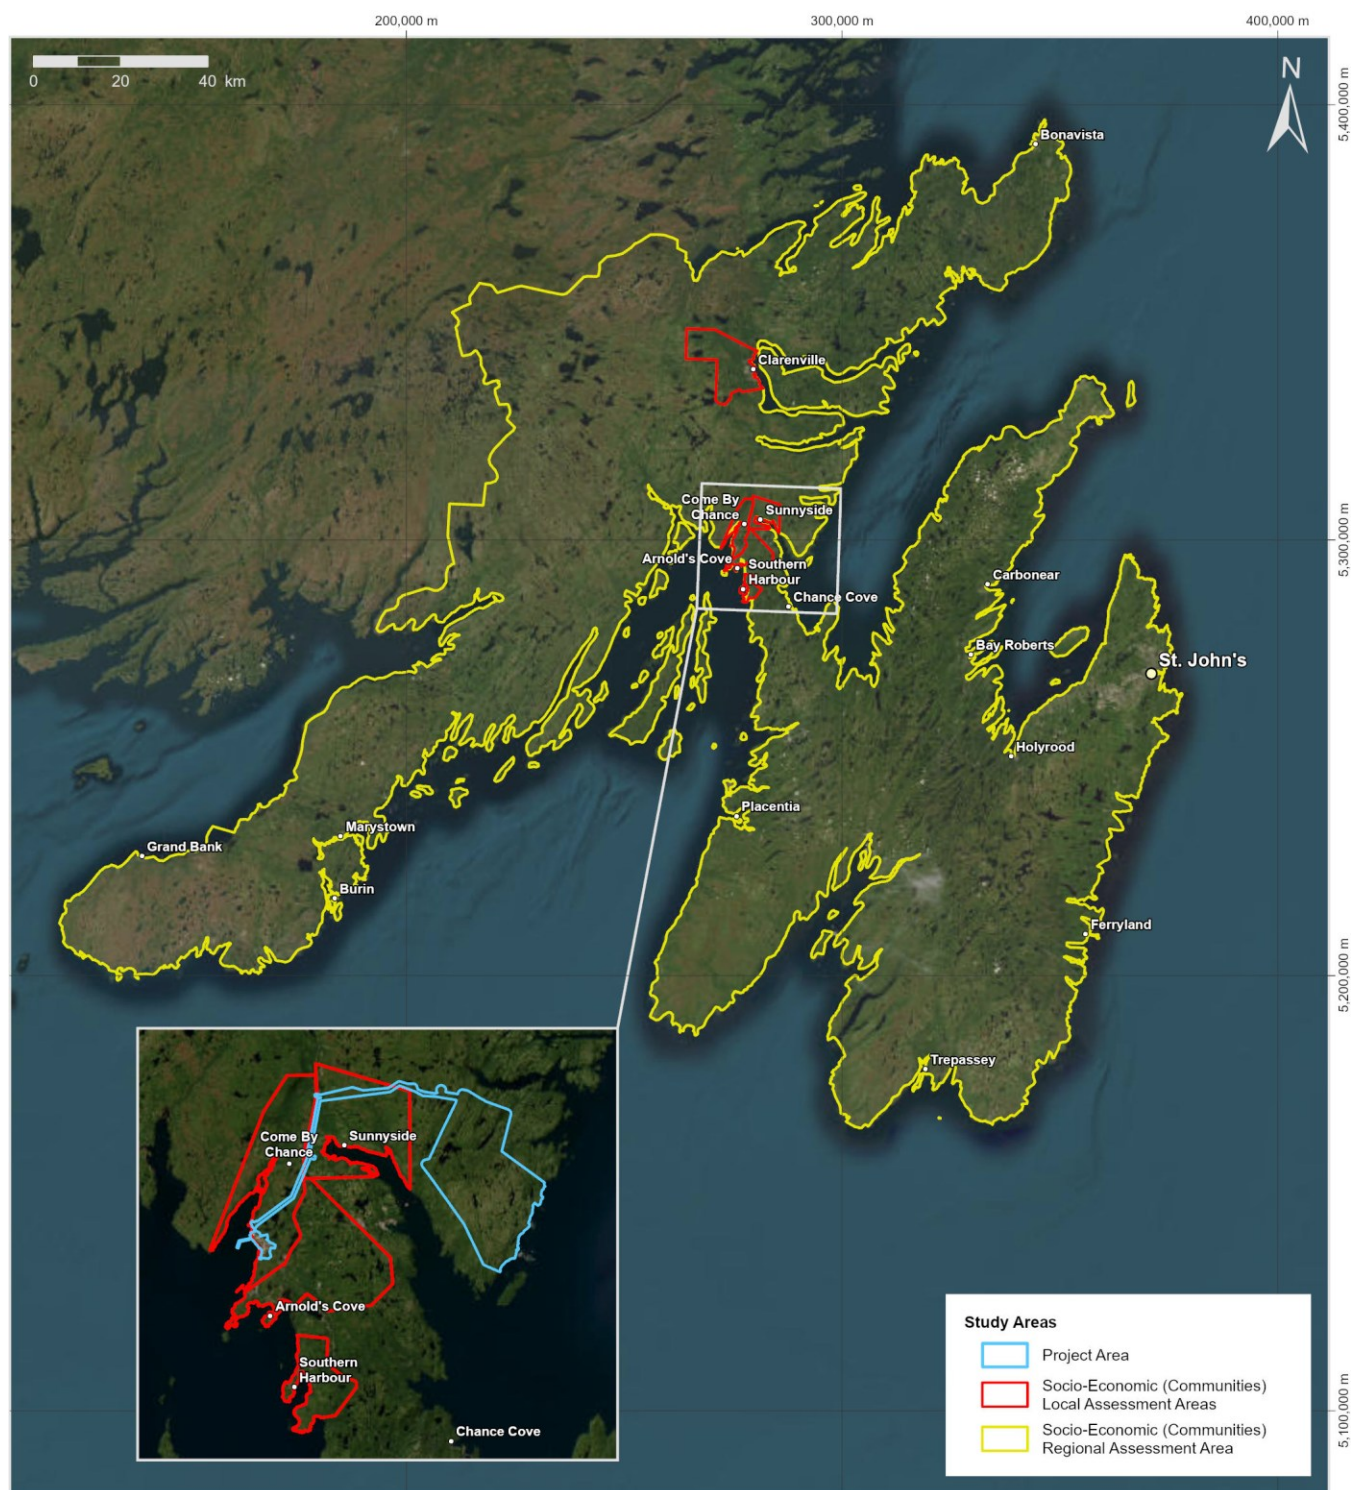 200,000 m
300,000 m
400,000 m
0 20 40 km
N
5,400,000 m
Bonavista
Clarenville
Come By
Chance
Sunnyside
5,300,000 m
Arnold's Cove
Southern
Harbour
Chance Cove
Carbonear
Bay Roberts
St. John's
Holyrood
Placentia
Marystown
Grand Bank
Burin
Ferryland
5,200,000 m
Trepassey
Come By
Chance
Sunnyside
Arnold's Cove
Southern
Harbour
Chance Cove
Study Areas
Project Area
Socio-Economic (Communities)
Local Assessment Areas
Socio-Economic (Communities)
Regional Assessment Area
5,100,000 m